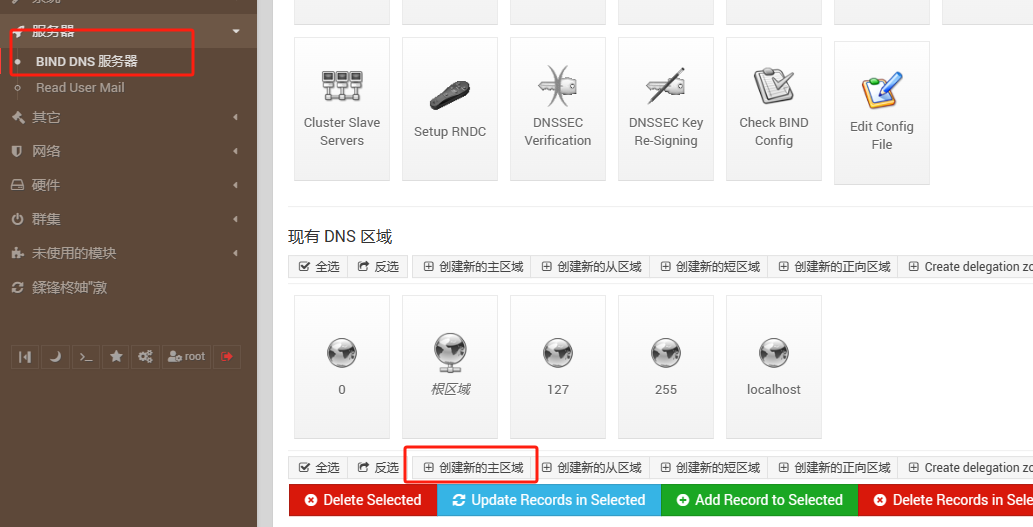 服务器
BIND DNS 服务器
Read User Mail
其它
网络
硬件
群集
未使用的模块
鍒锋柊妯″潡
root
Cluster Slave
Servers
Setup RNDC
DNSSEC
Verification
DNSSEC Key
Re-Signing
Check BIND
Config
Edit Config
File
现有 DNS 区域
全选 反选 创建新的主区域 创建新的从区域 创建新的短区域 创建新的正向区域 Create delegation zo
0 根区域 127 255 localhost
全选 反选 创建新的主区域 创建新的从区域 创建新的短区域 创建新的正向区域 Create delegation zo
Delete Selected Update Records in Selected Add Record to Selected Delete Records in Sele